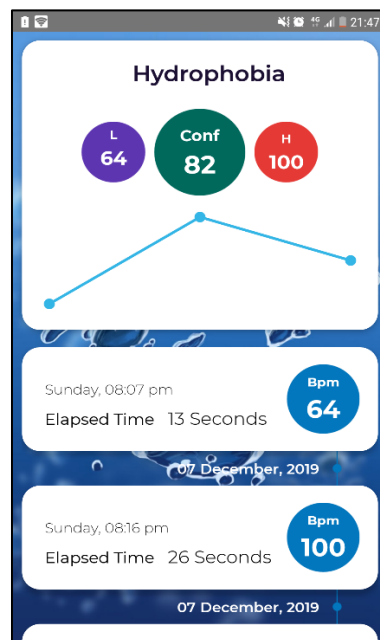 4G 21:47
Hydrophobia
L
64
Conf
82
H
100
Sunday, 08:07 pm
Elapsed Time 13 Seconds
Bpm
64
07 December, 2019
Sunday, 08:16 pm
Elapsed Time 26 Seconds
Bpm
100
07 December, 2019